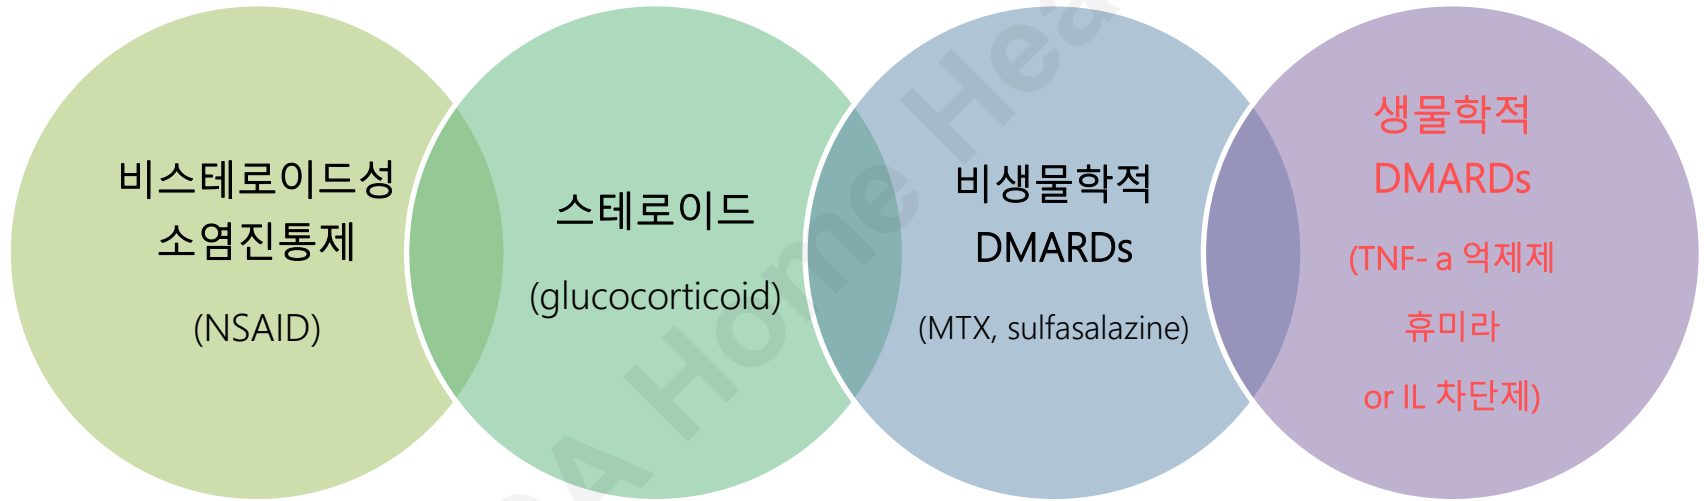 비스테로이드성
소염진통제
(NSAID)
스테로이드
(glucocorticoid)
비생물학적
DMARDs
(MTX, sulfasalazine)
생물학적
DMARDs
(TNF- a 억제제
휴미라
or IL 차단제)
A Home Hea